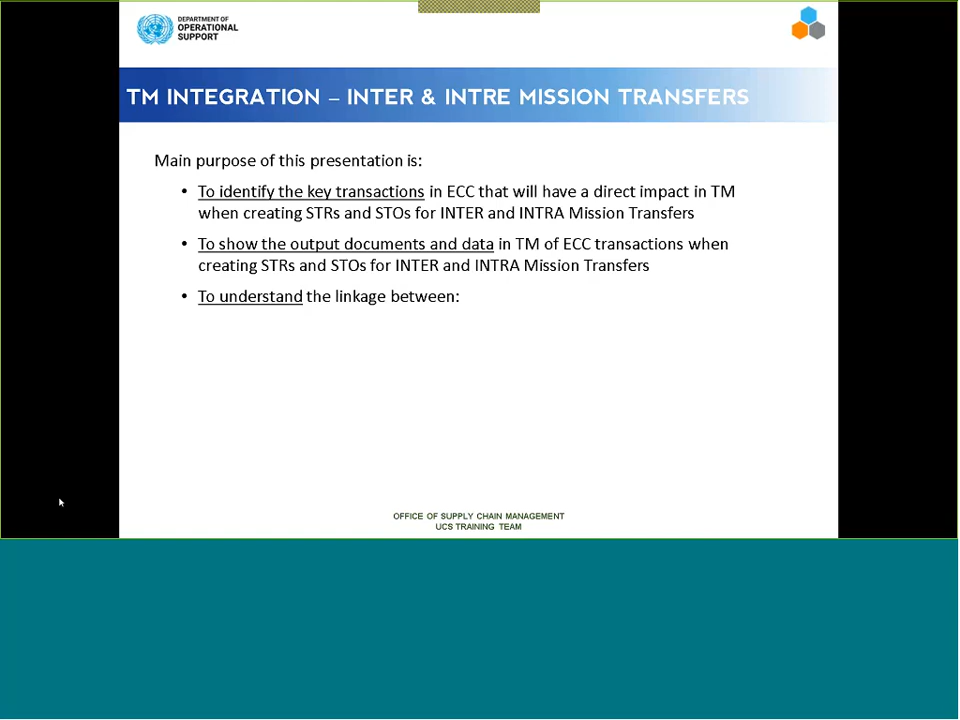 DEPARTMENT OF
OPERATIONAL
SUPPORT
TM INTEGRATION – INTER & INTRE MISSION TRANSFERS
Main purpose of this presentation is:
• To identify the key transactions in ECC that will have a direct impact in TM
when creating STRs and STOs for INTER and INTRA Mission Transfers
• To show the output documents and data in TM of ECC transactions when
creating STRs and STOs for INTER and INTRA Mission Transfers
• To understand the linkage between:
OFFICE OF SUPPLY CHAIN MANAGEMENT
UCS TRAINING TEAM